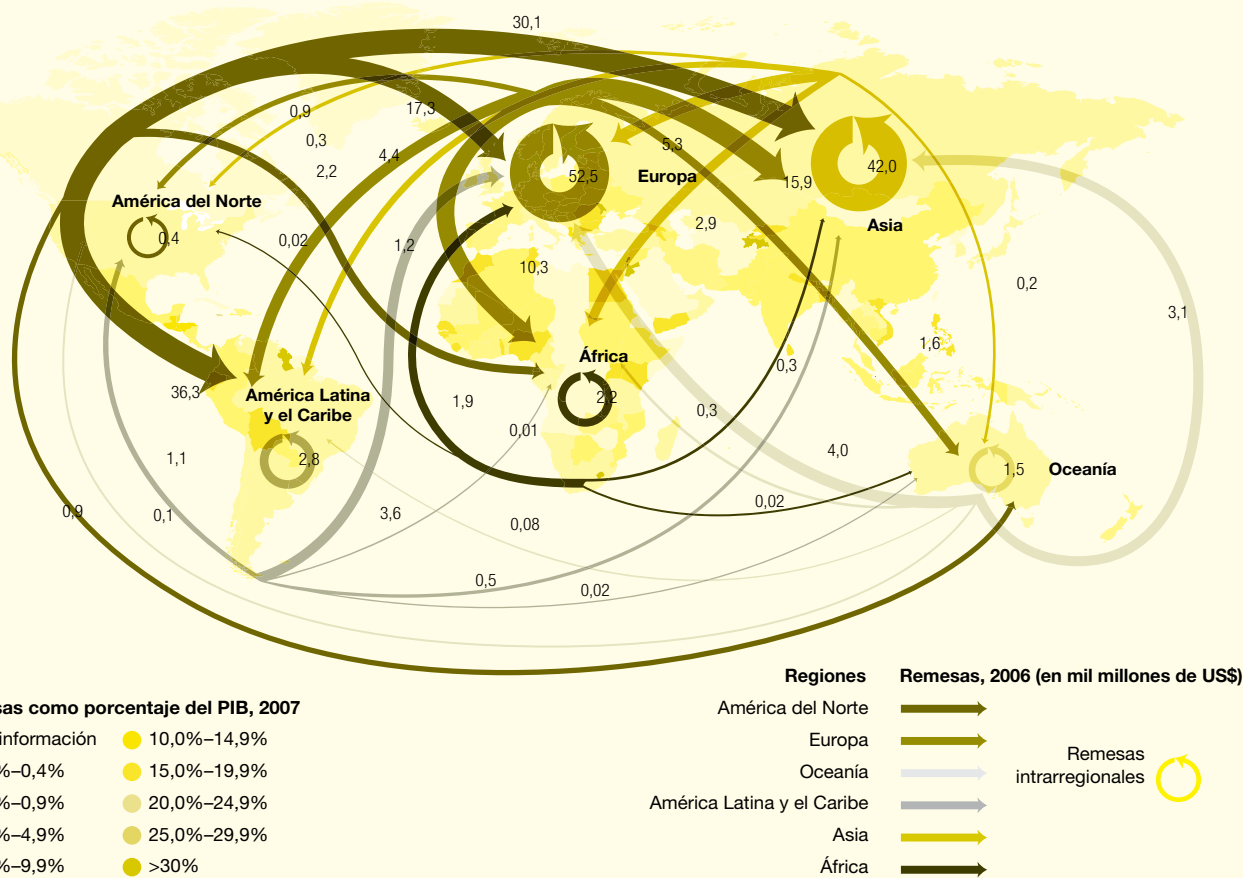 30,1
0,9
17,3
0,3
4,4
5,3
2,2
52,5
Europa
15,9
42,0
América del Norte
Asia
0,4
0,02
1,2
2,9
10,3
0,2
3,1
1,6
África
0,3
36,3
América Latina
y el Caribe
1,9
2,2
0,3
0,01
1,1
2,8
4,0
1,5
Oceanía
0,9
0,1
3,6
0,08
0,02
0,5
0,02
Regiones
Remesas, 2006 (en mil millones de US$)
América del Norte
Europa
Oceanía
América Latina y el Caribe
Asia
África
Remesas
intrarregionales
como porcentaje del PIB, 2007
información
10,0%–14,9%
%–0,4%
15,0%–19,9%
%–0,9%
20,0%–24,9%
%–4,9%
25,0%–29,9%
%–9,9%
>30%